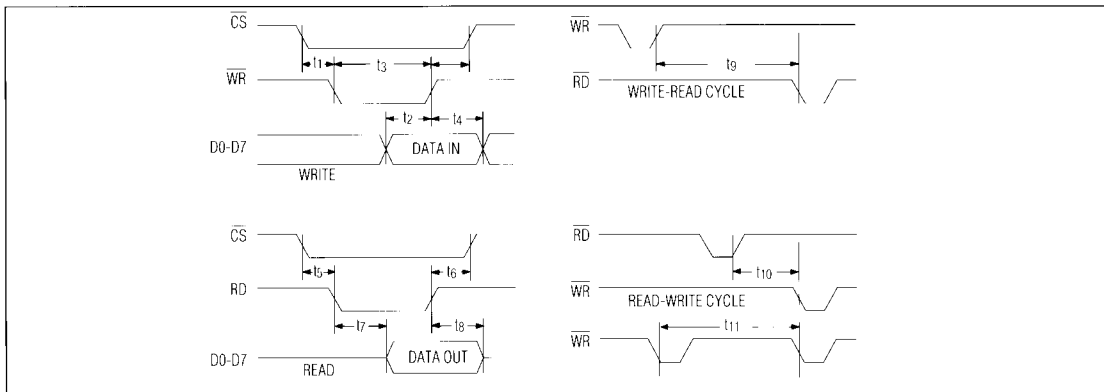 CS
t1
t3
WR
t2
t4
D0-D7
DATA IN
WRITE
WR
t9
RD
WRITE-READ CYCLE
CS
t5
t6
RD
t7
t8
D0-D7
DATA OUT
READ
RD
t10
WR
READ-WRITE CYCLE
t11
WR